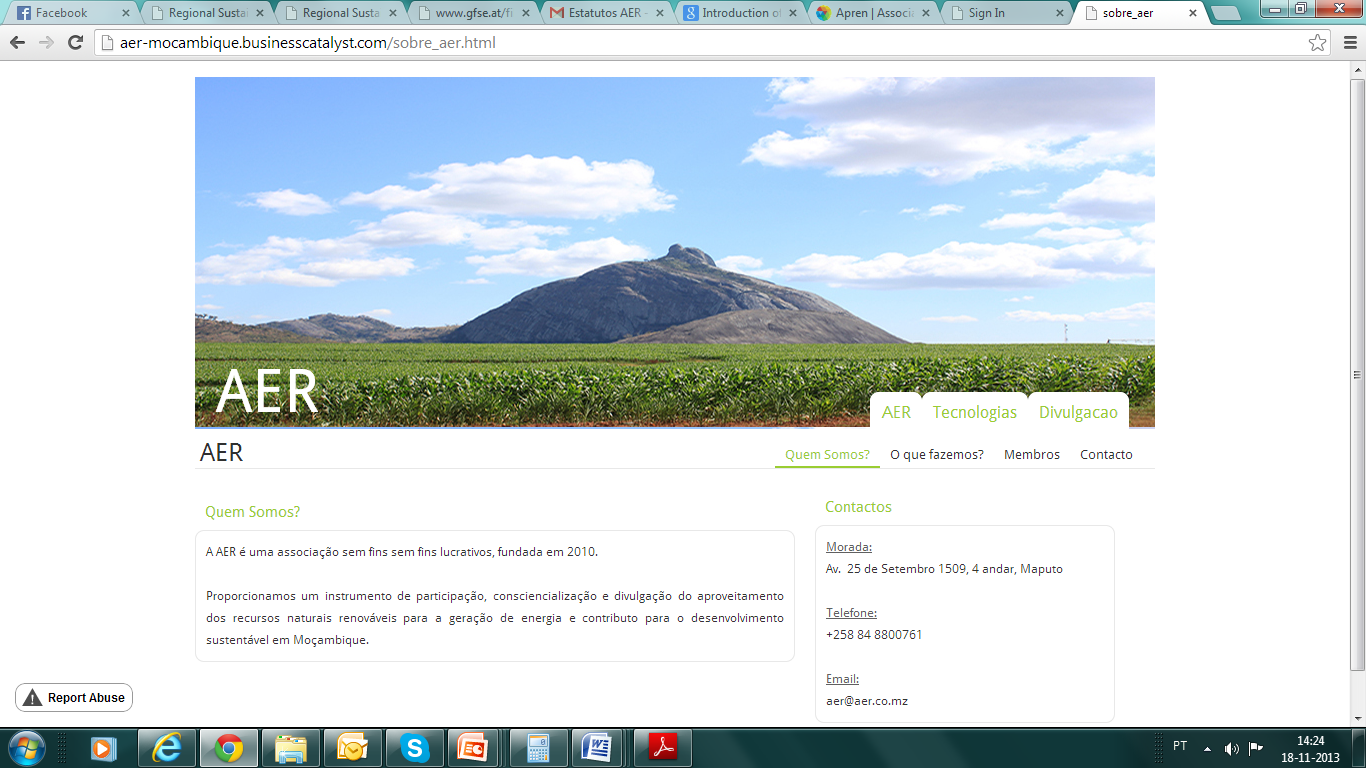 Facebook
Regional Susta
Regional Susta
www.gfse.at/fi
Estatutos AER -
Introduction o
Apren | Associa
Sign In
sobre_aer
aer-mocambique.businesscatalyst.com/sobre_aer.html
AER
AER Tecnologias Divulgacao
AER
Quem Somos? O que fazemos? Membros Contacto
Quem Somos?
A AER é uma associação sem fins sem fins lucrativos, fundada em 2010.
Proporcionamos um instrumento de participação, consciencialização e divulgação do aproveitamento
dos recursos naturais renováveis para a geração de energia e contributo para o desenvolvimento
sustentável em Moçambique.
Contactos
Morada:
Av. 25 de Setembro 1509, 4 andar, Maputo
Telefone:
+258 84 8800761
Email:
aer@aer.co.mz
Report Abuse
PT
14:24
18-11-2013